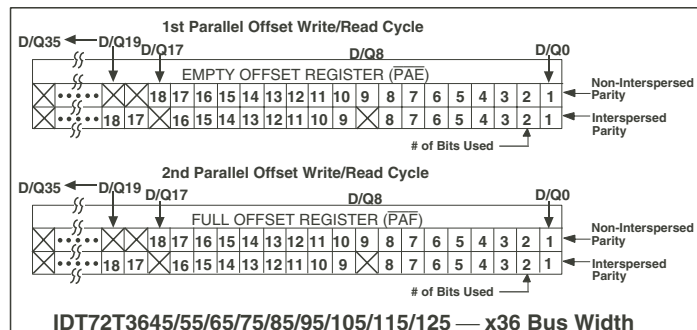 1st Parallel Offset Write/Read Cycle
D/Q35 D/Q19 D/Q17 D/Q8 D/Q0
EMPTY OFFSET REGISTER (PAE)
18 17 16 15 14 13 12 11 10 9 8 7 6 5 4 3 2 1 Non-Interspersed Parity
18 17 16 15 14 13 12 11 10 9 8 7 6 5 4 3 2 1 Interspersed Parity
# of Bits Used
2nd Parallel Offset Write/Read Cycle
D/Q35 D/Q19 D/Q17 D/Q8 D/Q0
FULL OFFSET REGISTER (PAF)
18 17 16 15 14 13 12 11 10 9 8 7 6 5 4 3 2 1 Non-Interspersed Parity
18 17 16 15 14 13 12 11 10 9 8 7 6 5 4 3 2 1 Interspersed Parity
# of Bits Used
IDT72T3645/55/65/75/85/95/105/115/125 — x36 Bus Width